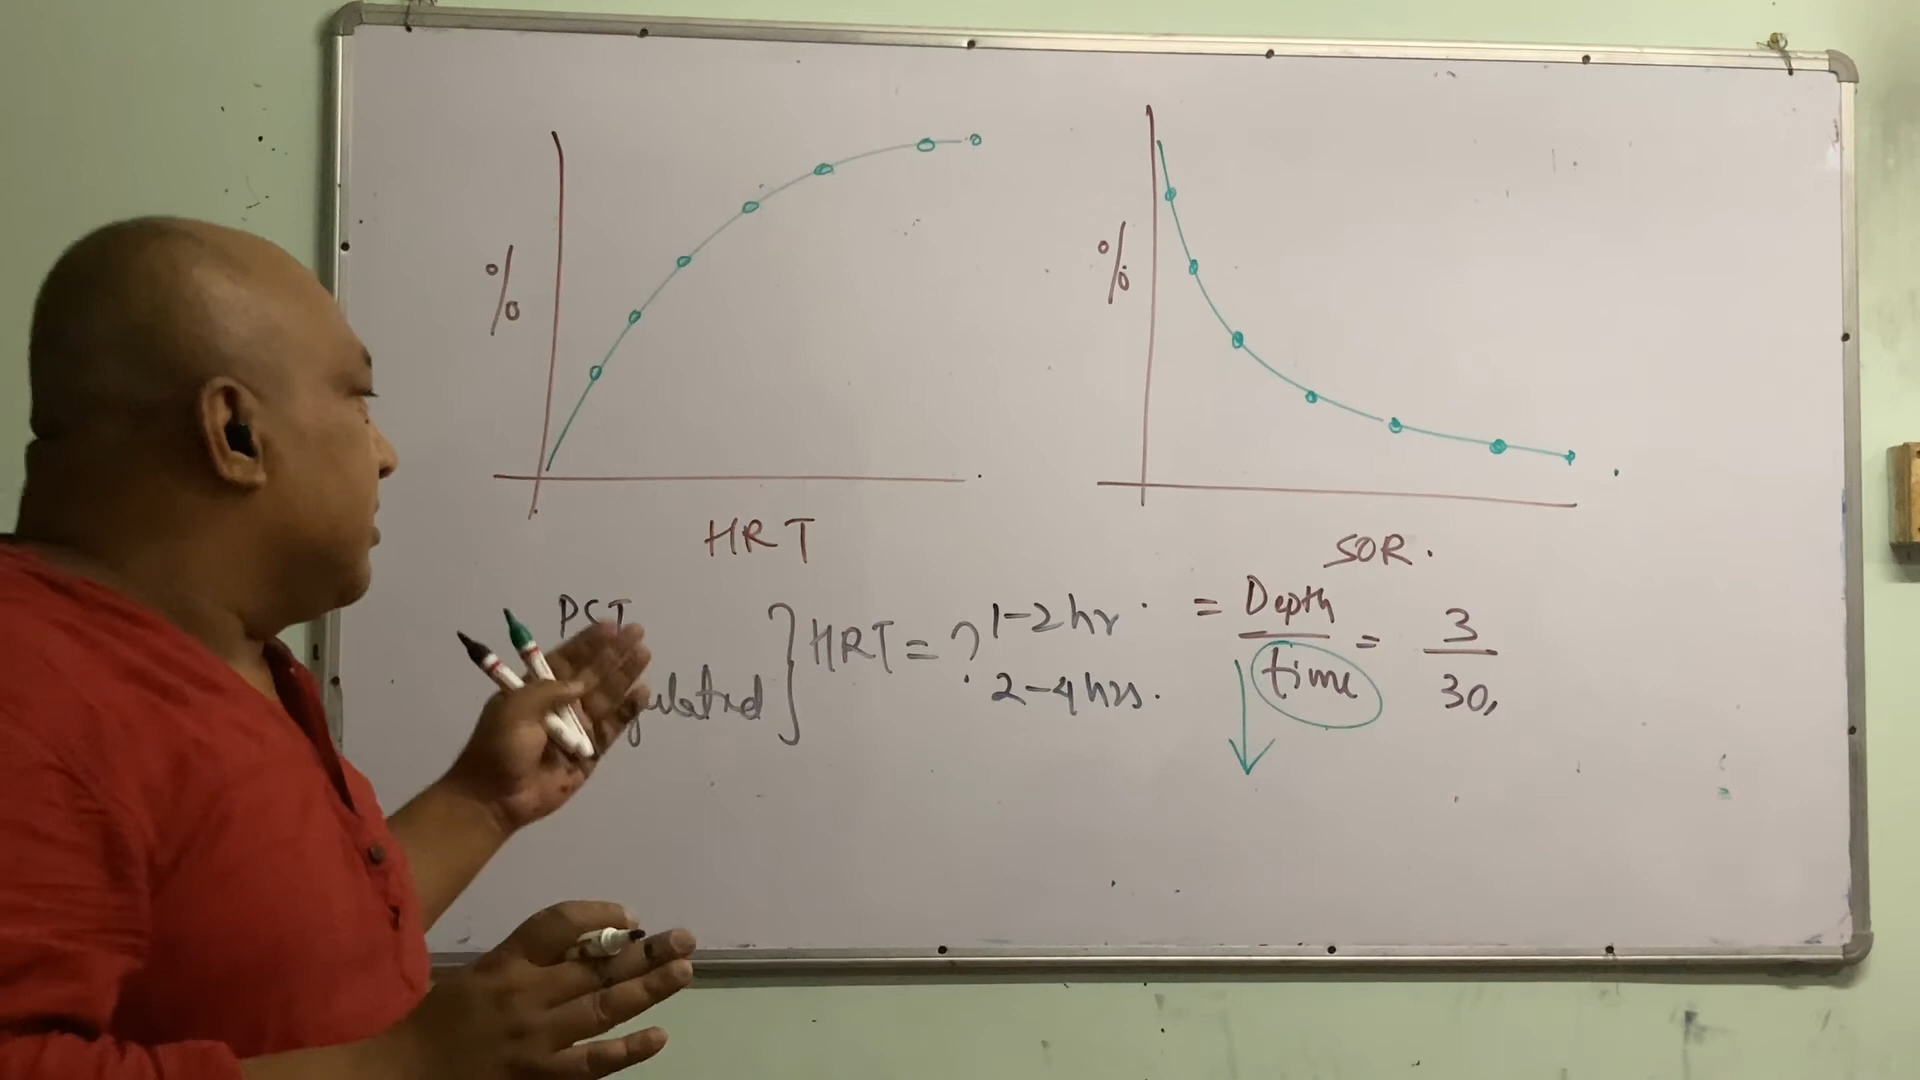 %
%
HRT
SOR.
PST
} HRT = ? 1-2 hr.
2-4 hrs.
= Depth / time = 3 / 30,